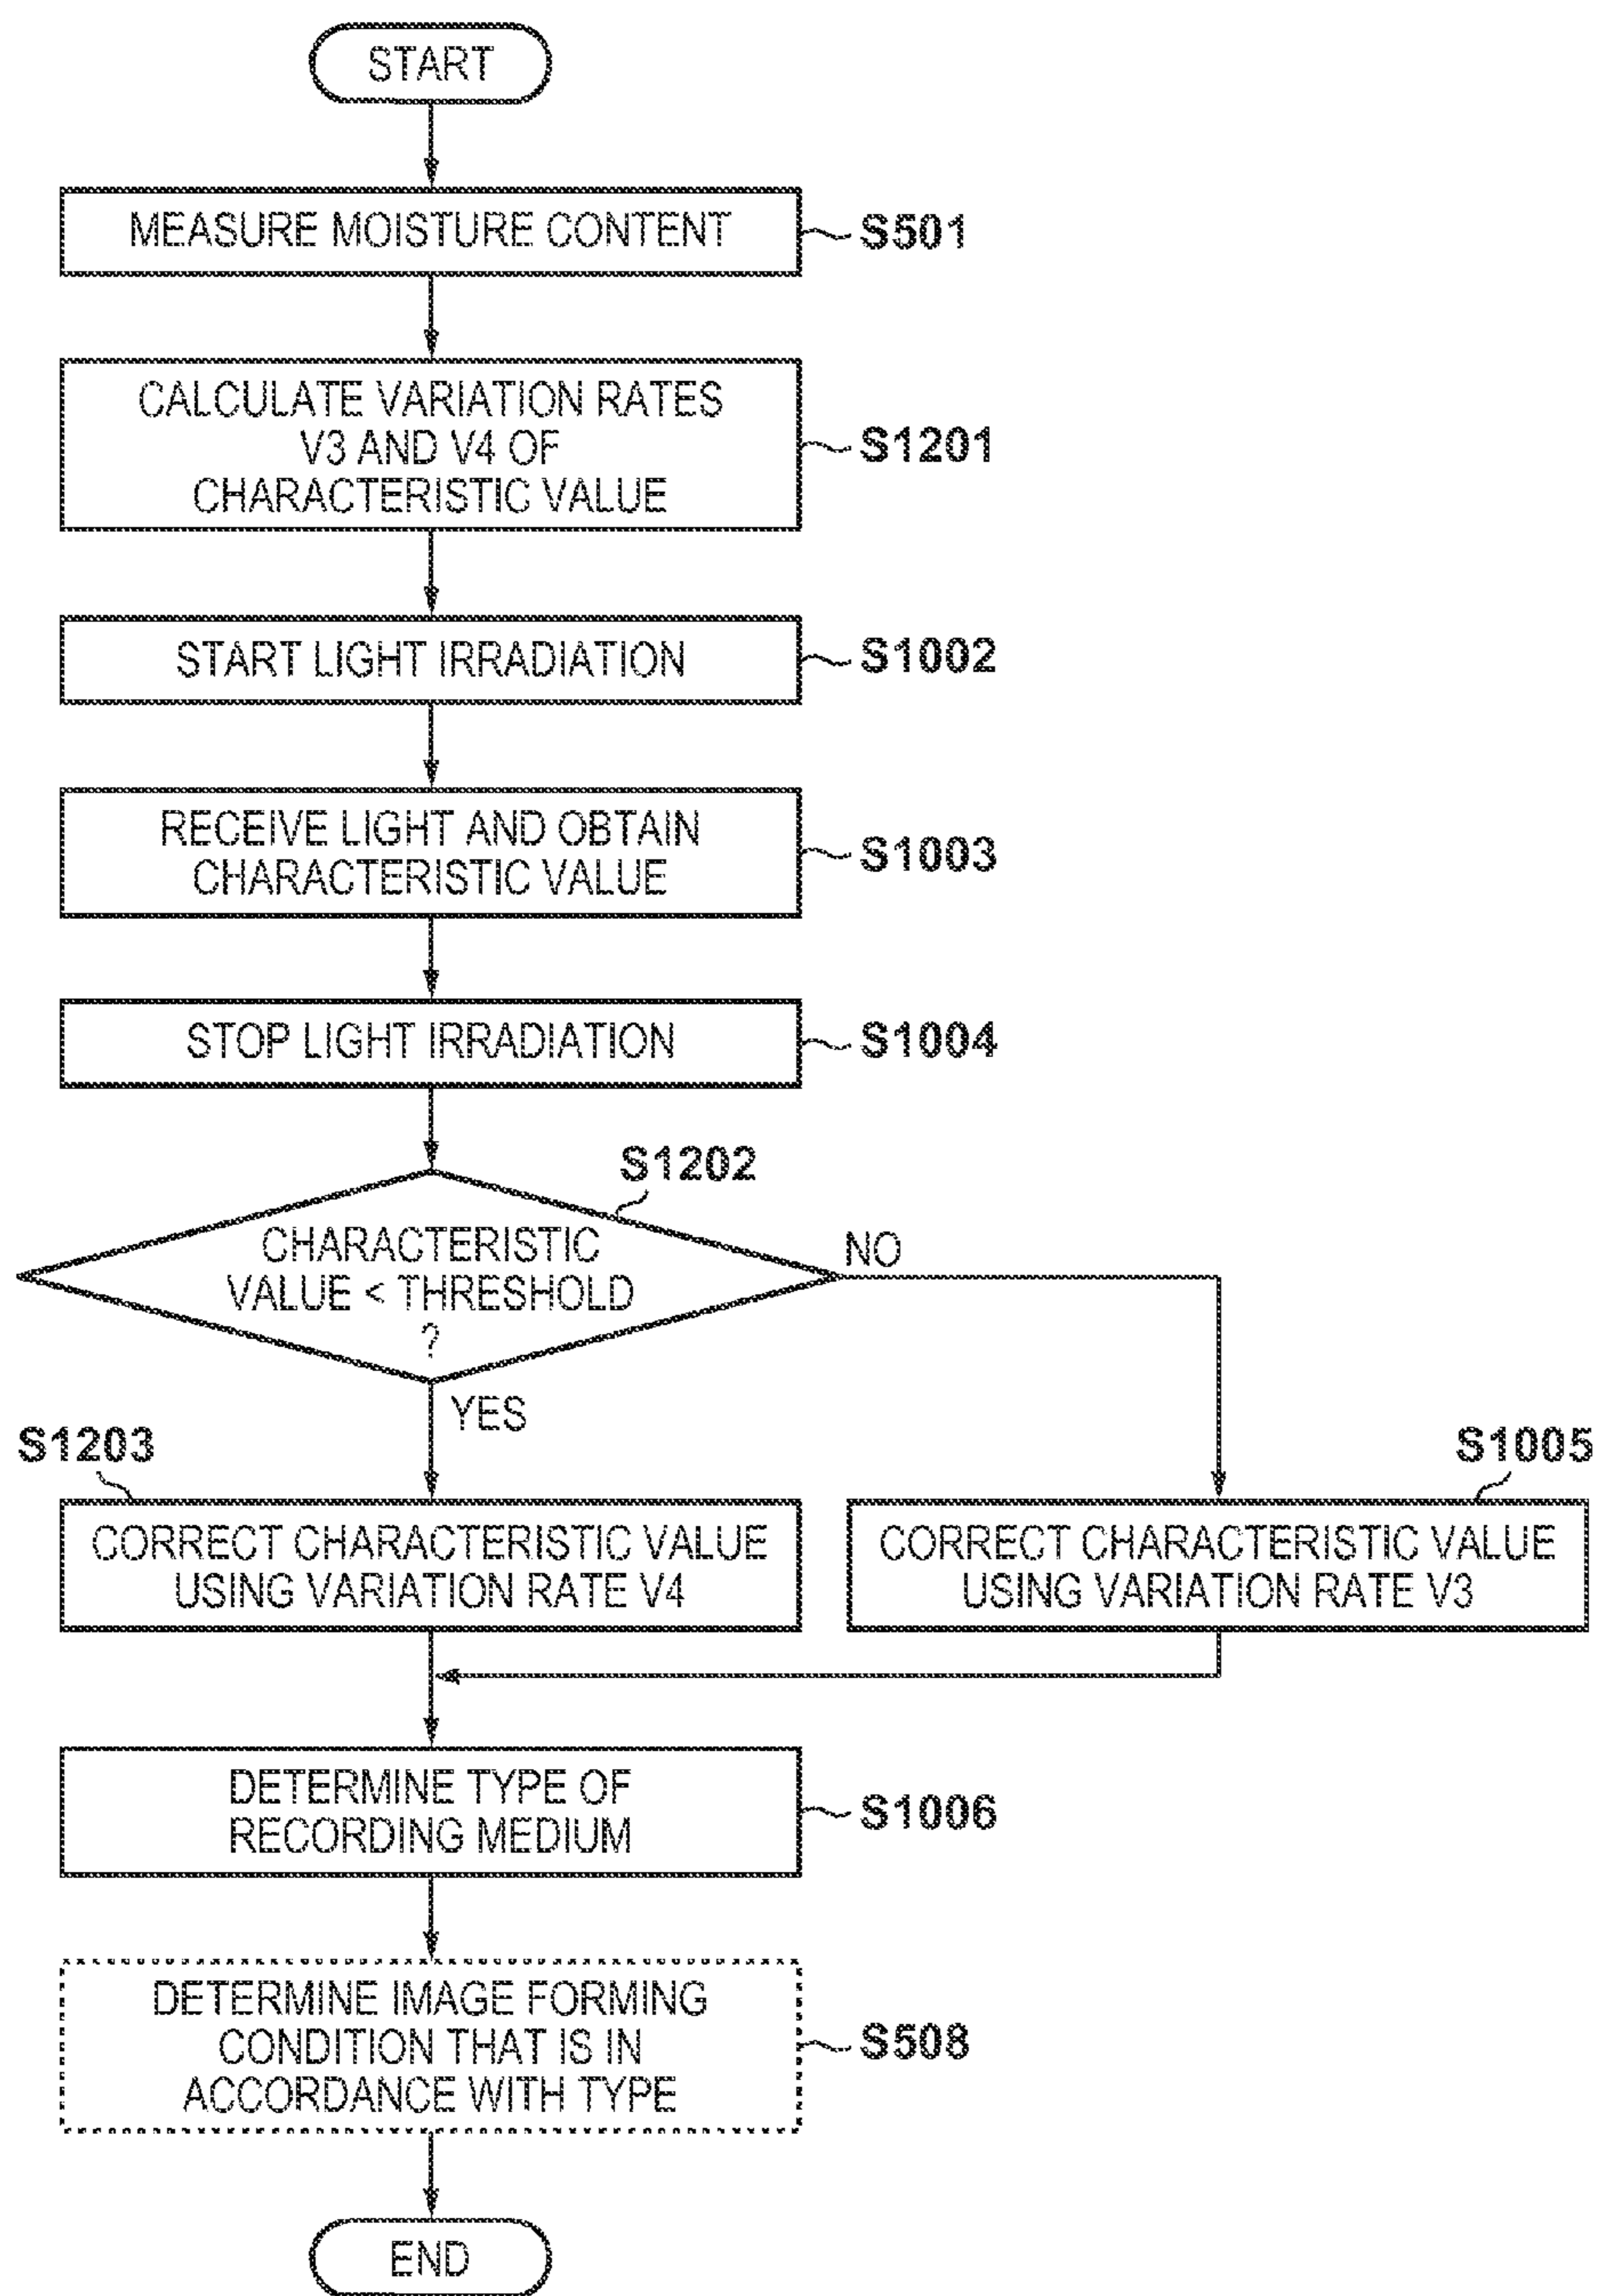 START
MEASURE MOISTURE CONTENT
S501
CALCULATE VARIATION RATES
V3 AND V4 OF
CHARACTERISTIC VALUE
S1201
START LIGHT IRRADIATION
S1002
RECEIVE LIGHT AND OBTAIN
CHARACTERISTIC VALUE
S1003
STOP LIGHT IRRADIATION
S1004
S1202
CHARACTERISTIC
VALUE < THRESHOLD
?
NO
YES
S1203
CORRECT CHARACTERISTIC VALUE
USING VARIATION RATE V4
S1005
CORRECT CHARACTERISTIC VALUE
USING VARIATION RATE V3
DETERMINE TYPE OF
RECORDING MEDIUM
S1006
DETERMINE IMAGE FORMING
CONDITION THAT IS IN
ACCORDANCE WITH TYPE
S508
END